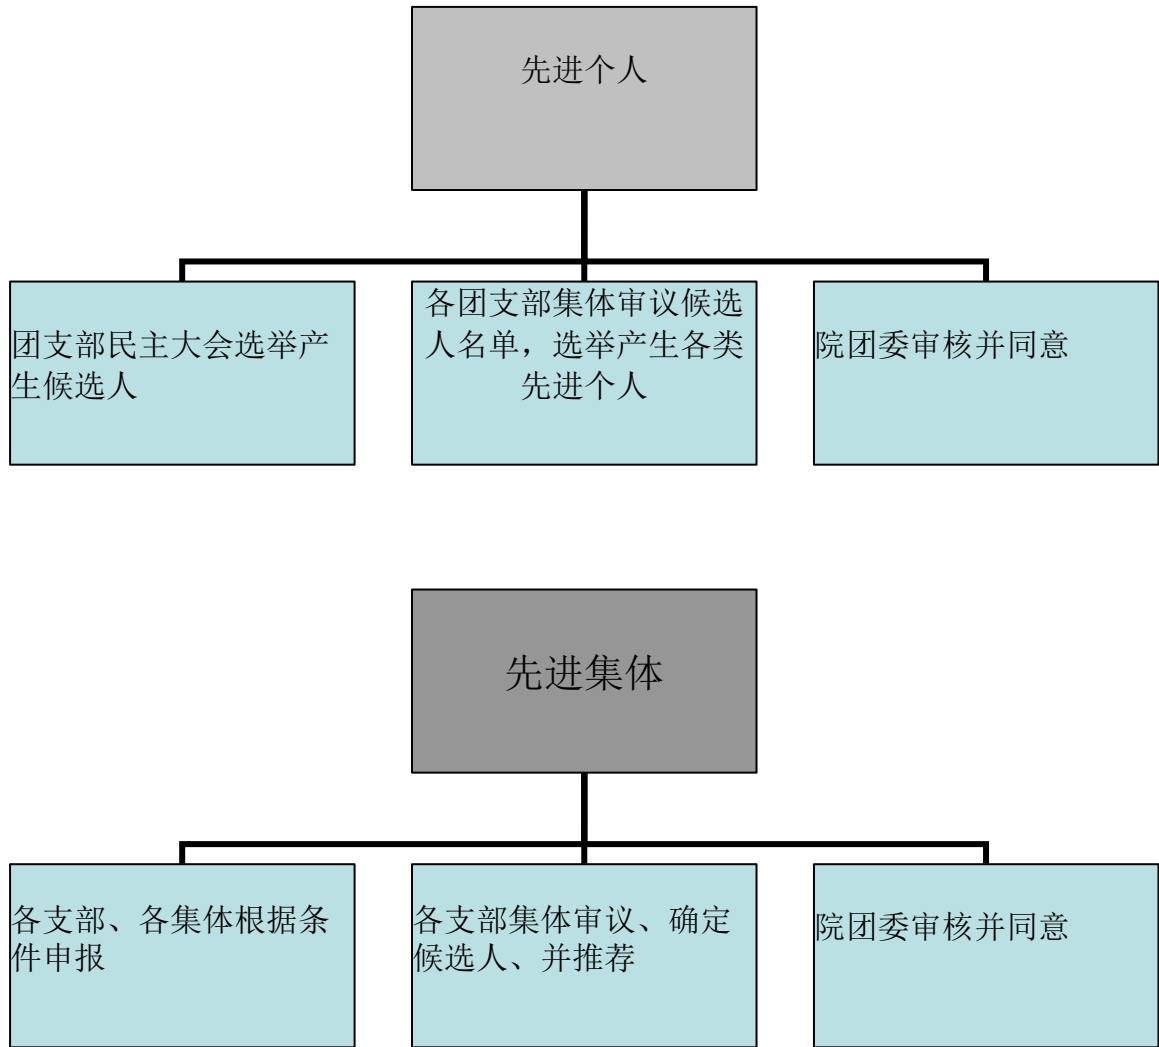 先进个人
团支部民主大会选举产
生候选人
各团支部集体审议候选
人名单，选举产生各类
先进个人
院团委审核并同意
先进集体
各支部、各集体根据条
件申报
各支部集体审议、确定
候选人、并推荐
院团委审核并同意